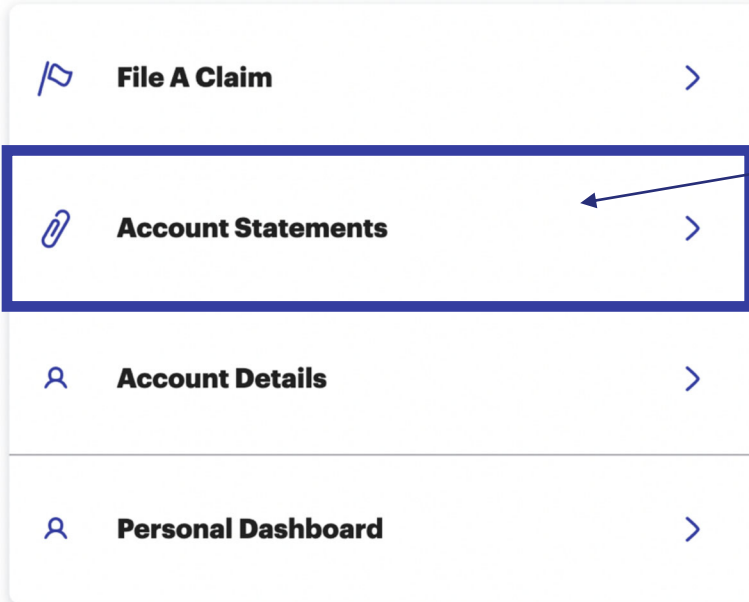 File A Claim
Account Statements
Account Details
Personal Dashboard